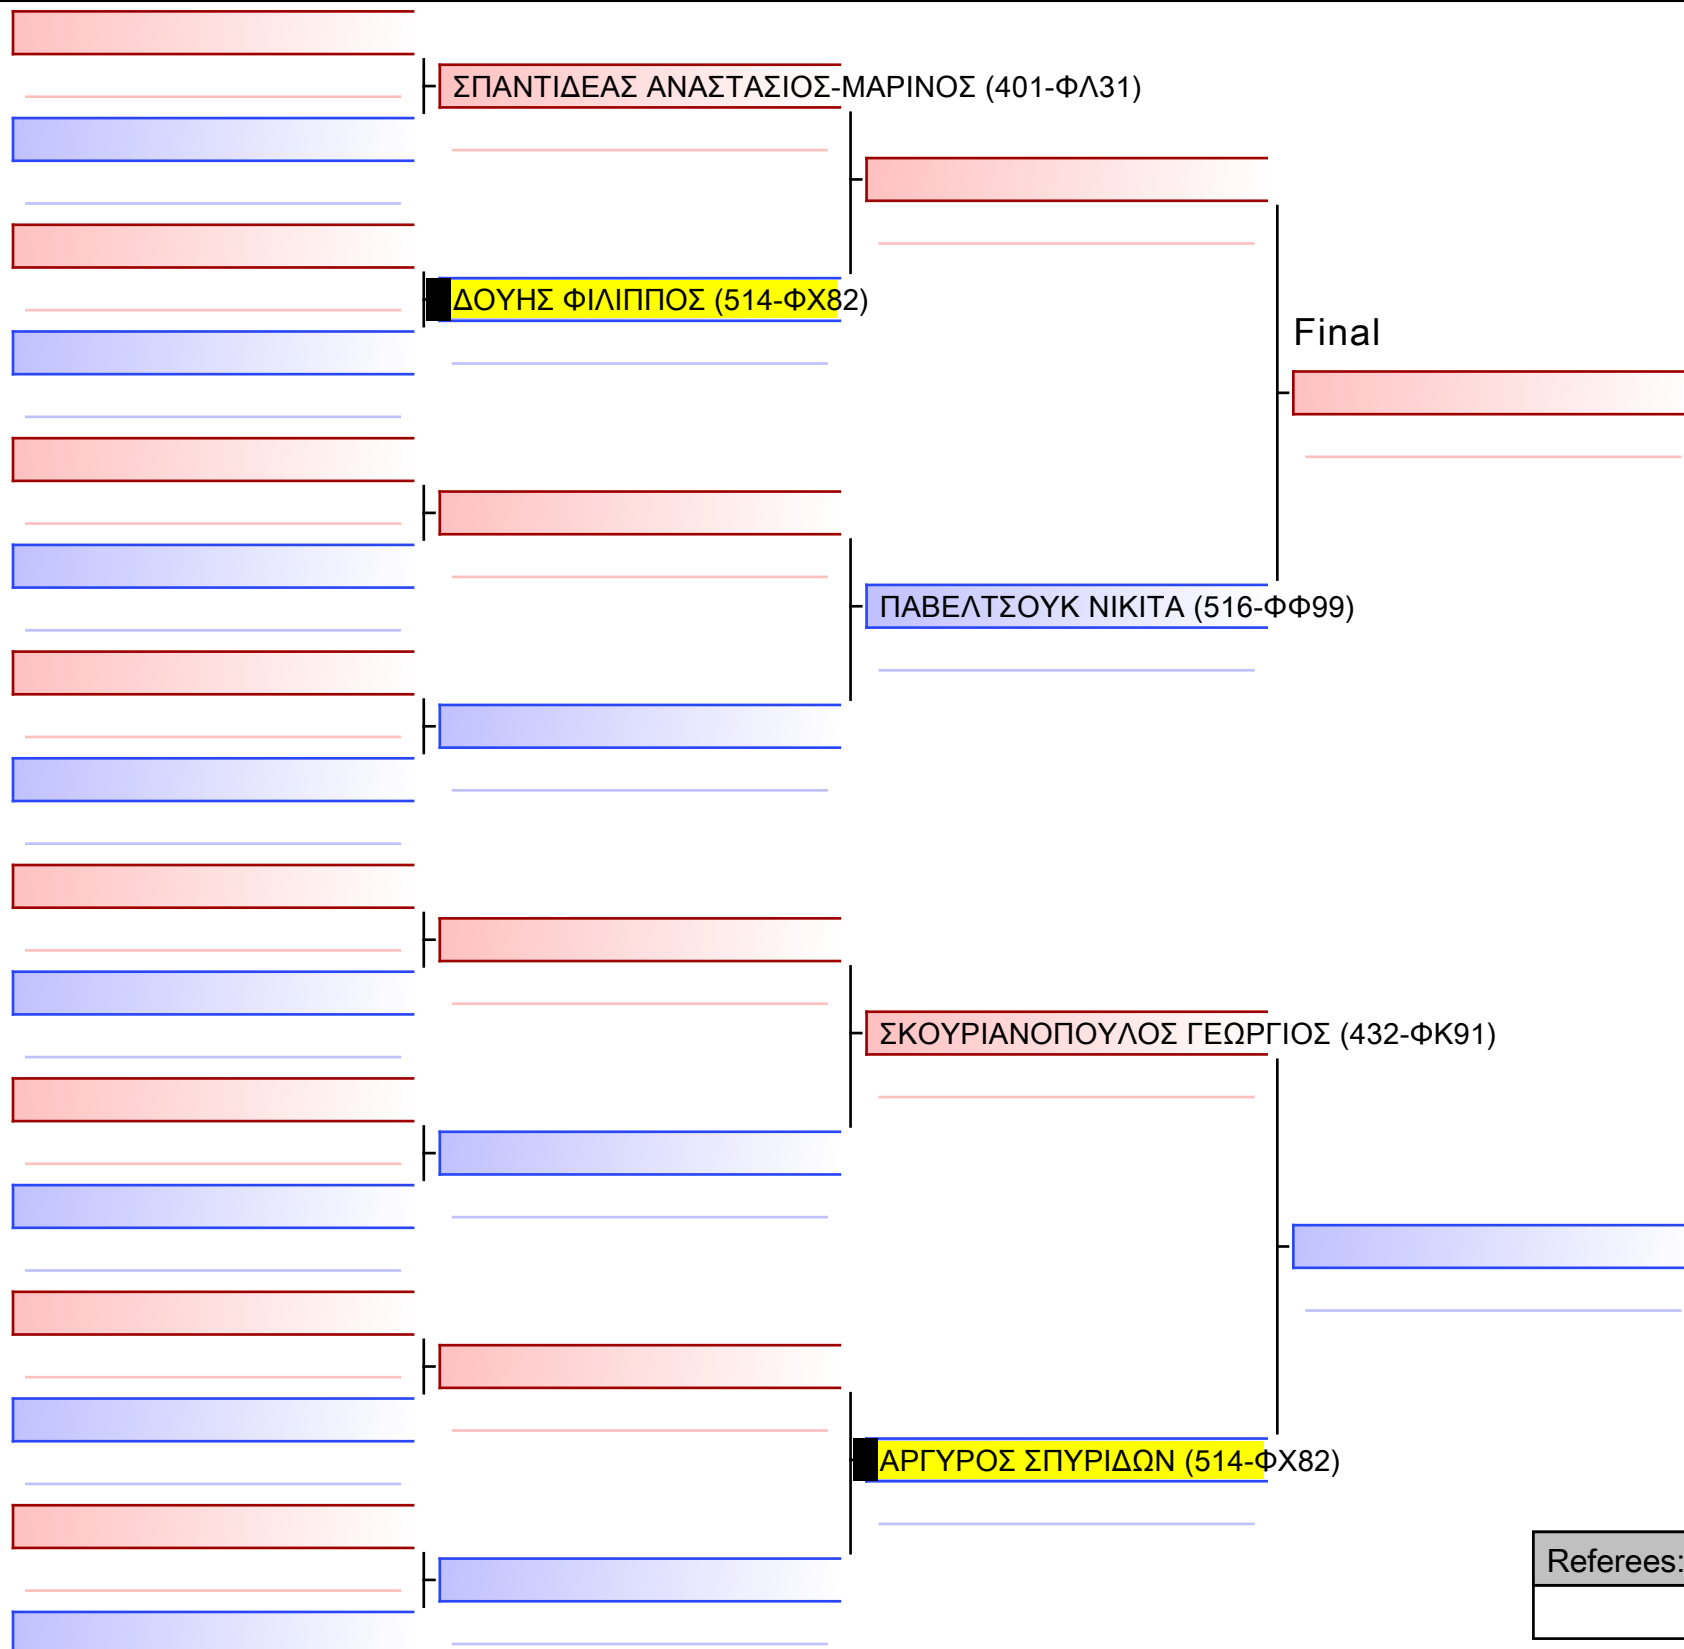 ΣΠΑΝΤΙΔΕΑΣ ΑΝΑΣΤΑΣΙΟΣ-ΜΑΡΙΝΟΣ (401-ΦΛ31)
ΔΟΥΗΣ ΦΙΛΙΠΠΟΣ (514-ΦΧ82)
Final
ΠΑΒΕΛΤΣΟΥΚ ΝΙΚΙΤΑ (516-ΦΦ99)
ΣΚΟΥΡΙΑΝΟΠΟΥΛΟΣ ΓΕΩΡΓΙΟΣ (432-ΦΚ91)
ΑΡΓΥΡΟΣ ΣΠΥΡΙΔΩΝ (514-ΦΧ82)
Referees: